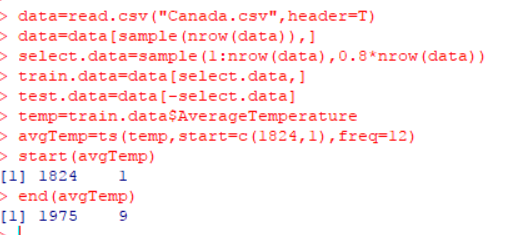 > data=read.csv("Canada.csv",header=T)
> data=data[sample(nrow(data)),]
> select.data=sample(1:nrow(data),0.8*nrow(data))
> train.data=data[select.data,]
> test.data=data[-select.data]
> temp=train.data$AverageTemperature
> avgTemp=ts(temp,start=c(1824,1),freq=12)
> start(avgTemp)
[1] 1824    1
> end(avgTemp)
[1] 1975    9
>